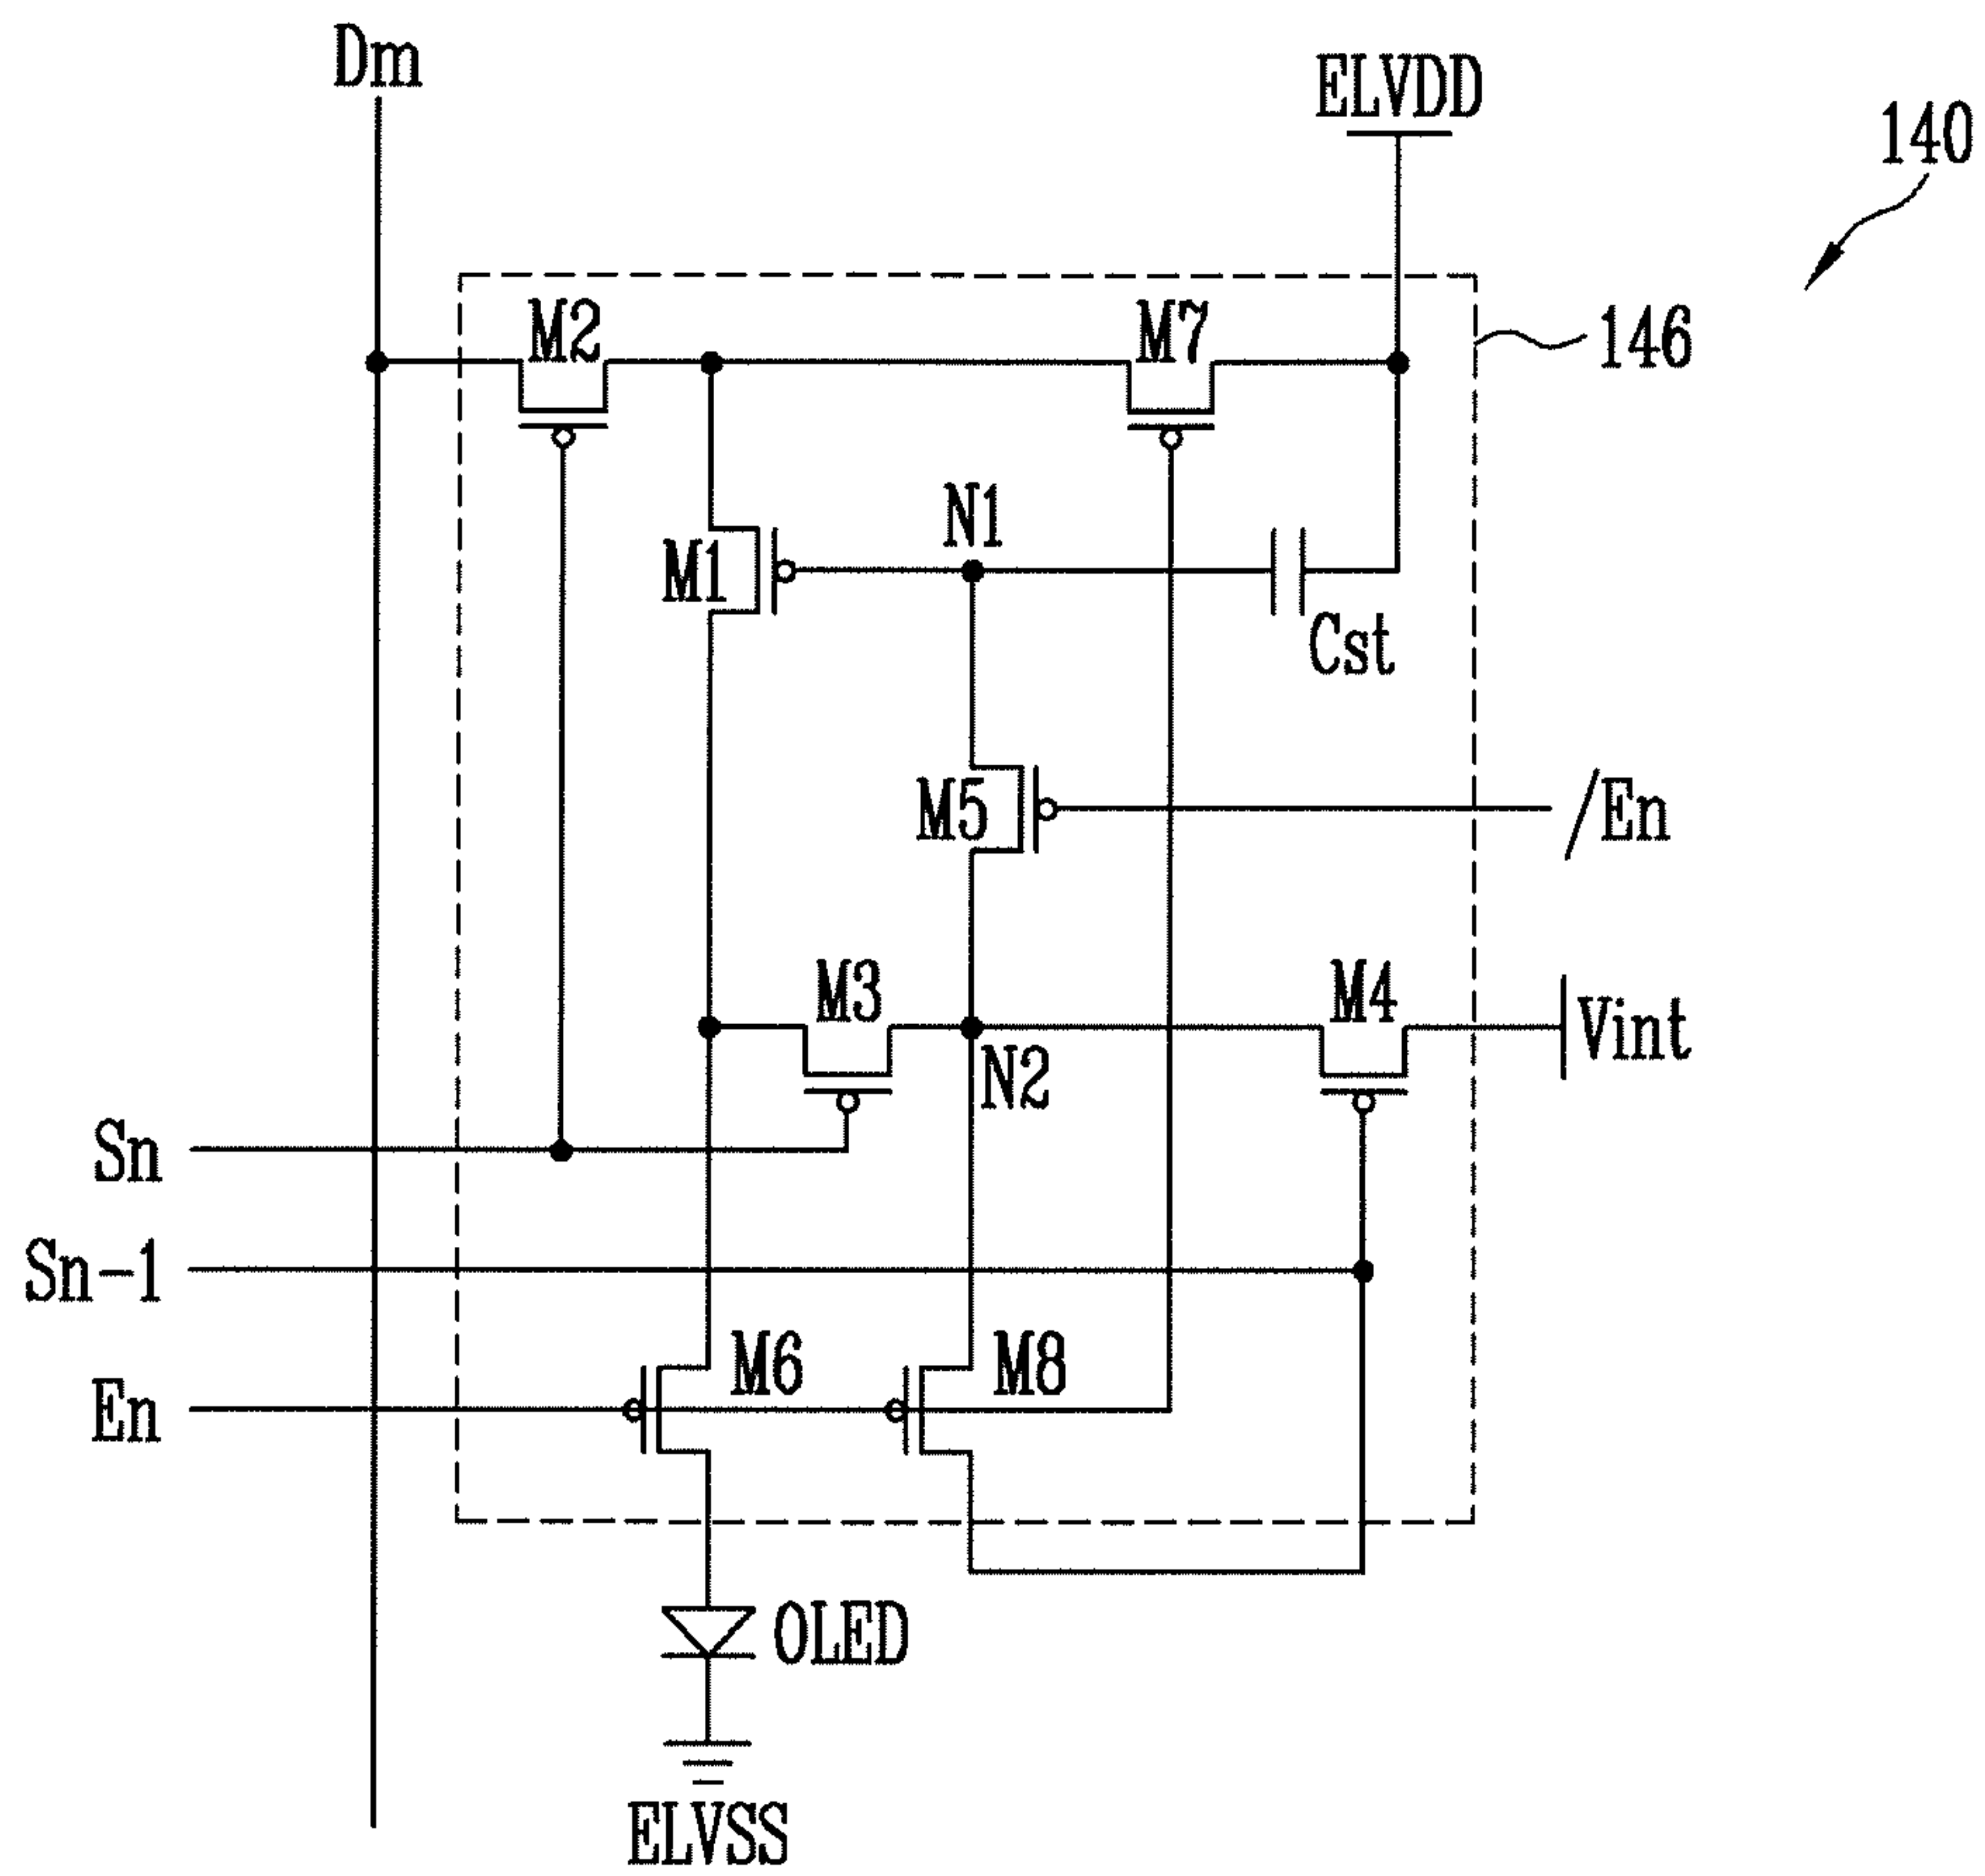 Dm
ELVDD
140
M2
M7
146
N1
M1
Cst
M5
/En
M3
M4
Vint
N2
Sn
Sn-1
M6
M8
En
OLED
ELVSS